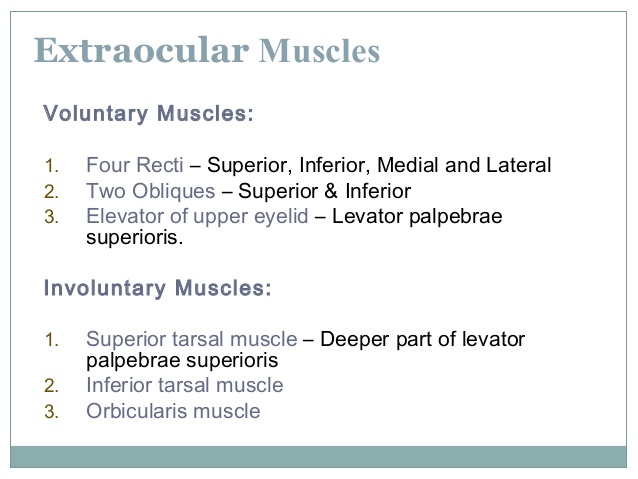 Extraocular Muscles
Voluntary Muscles:
1. Four Recti – Superior, Inferior, Medial and Lateral
2. Two Obliques – Superior & Inferior
3. Elevator of upper eyelid – Levator palpebrae
superioris.
Involuntary Muscles:
1. Superior tarsal muscle – Deeper part of levator
palpebrae superioris
2. Inferior tarsal muscle
3. Orbicularis muscle